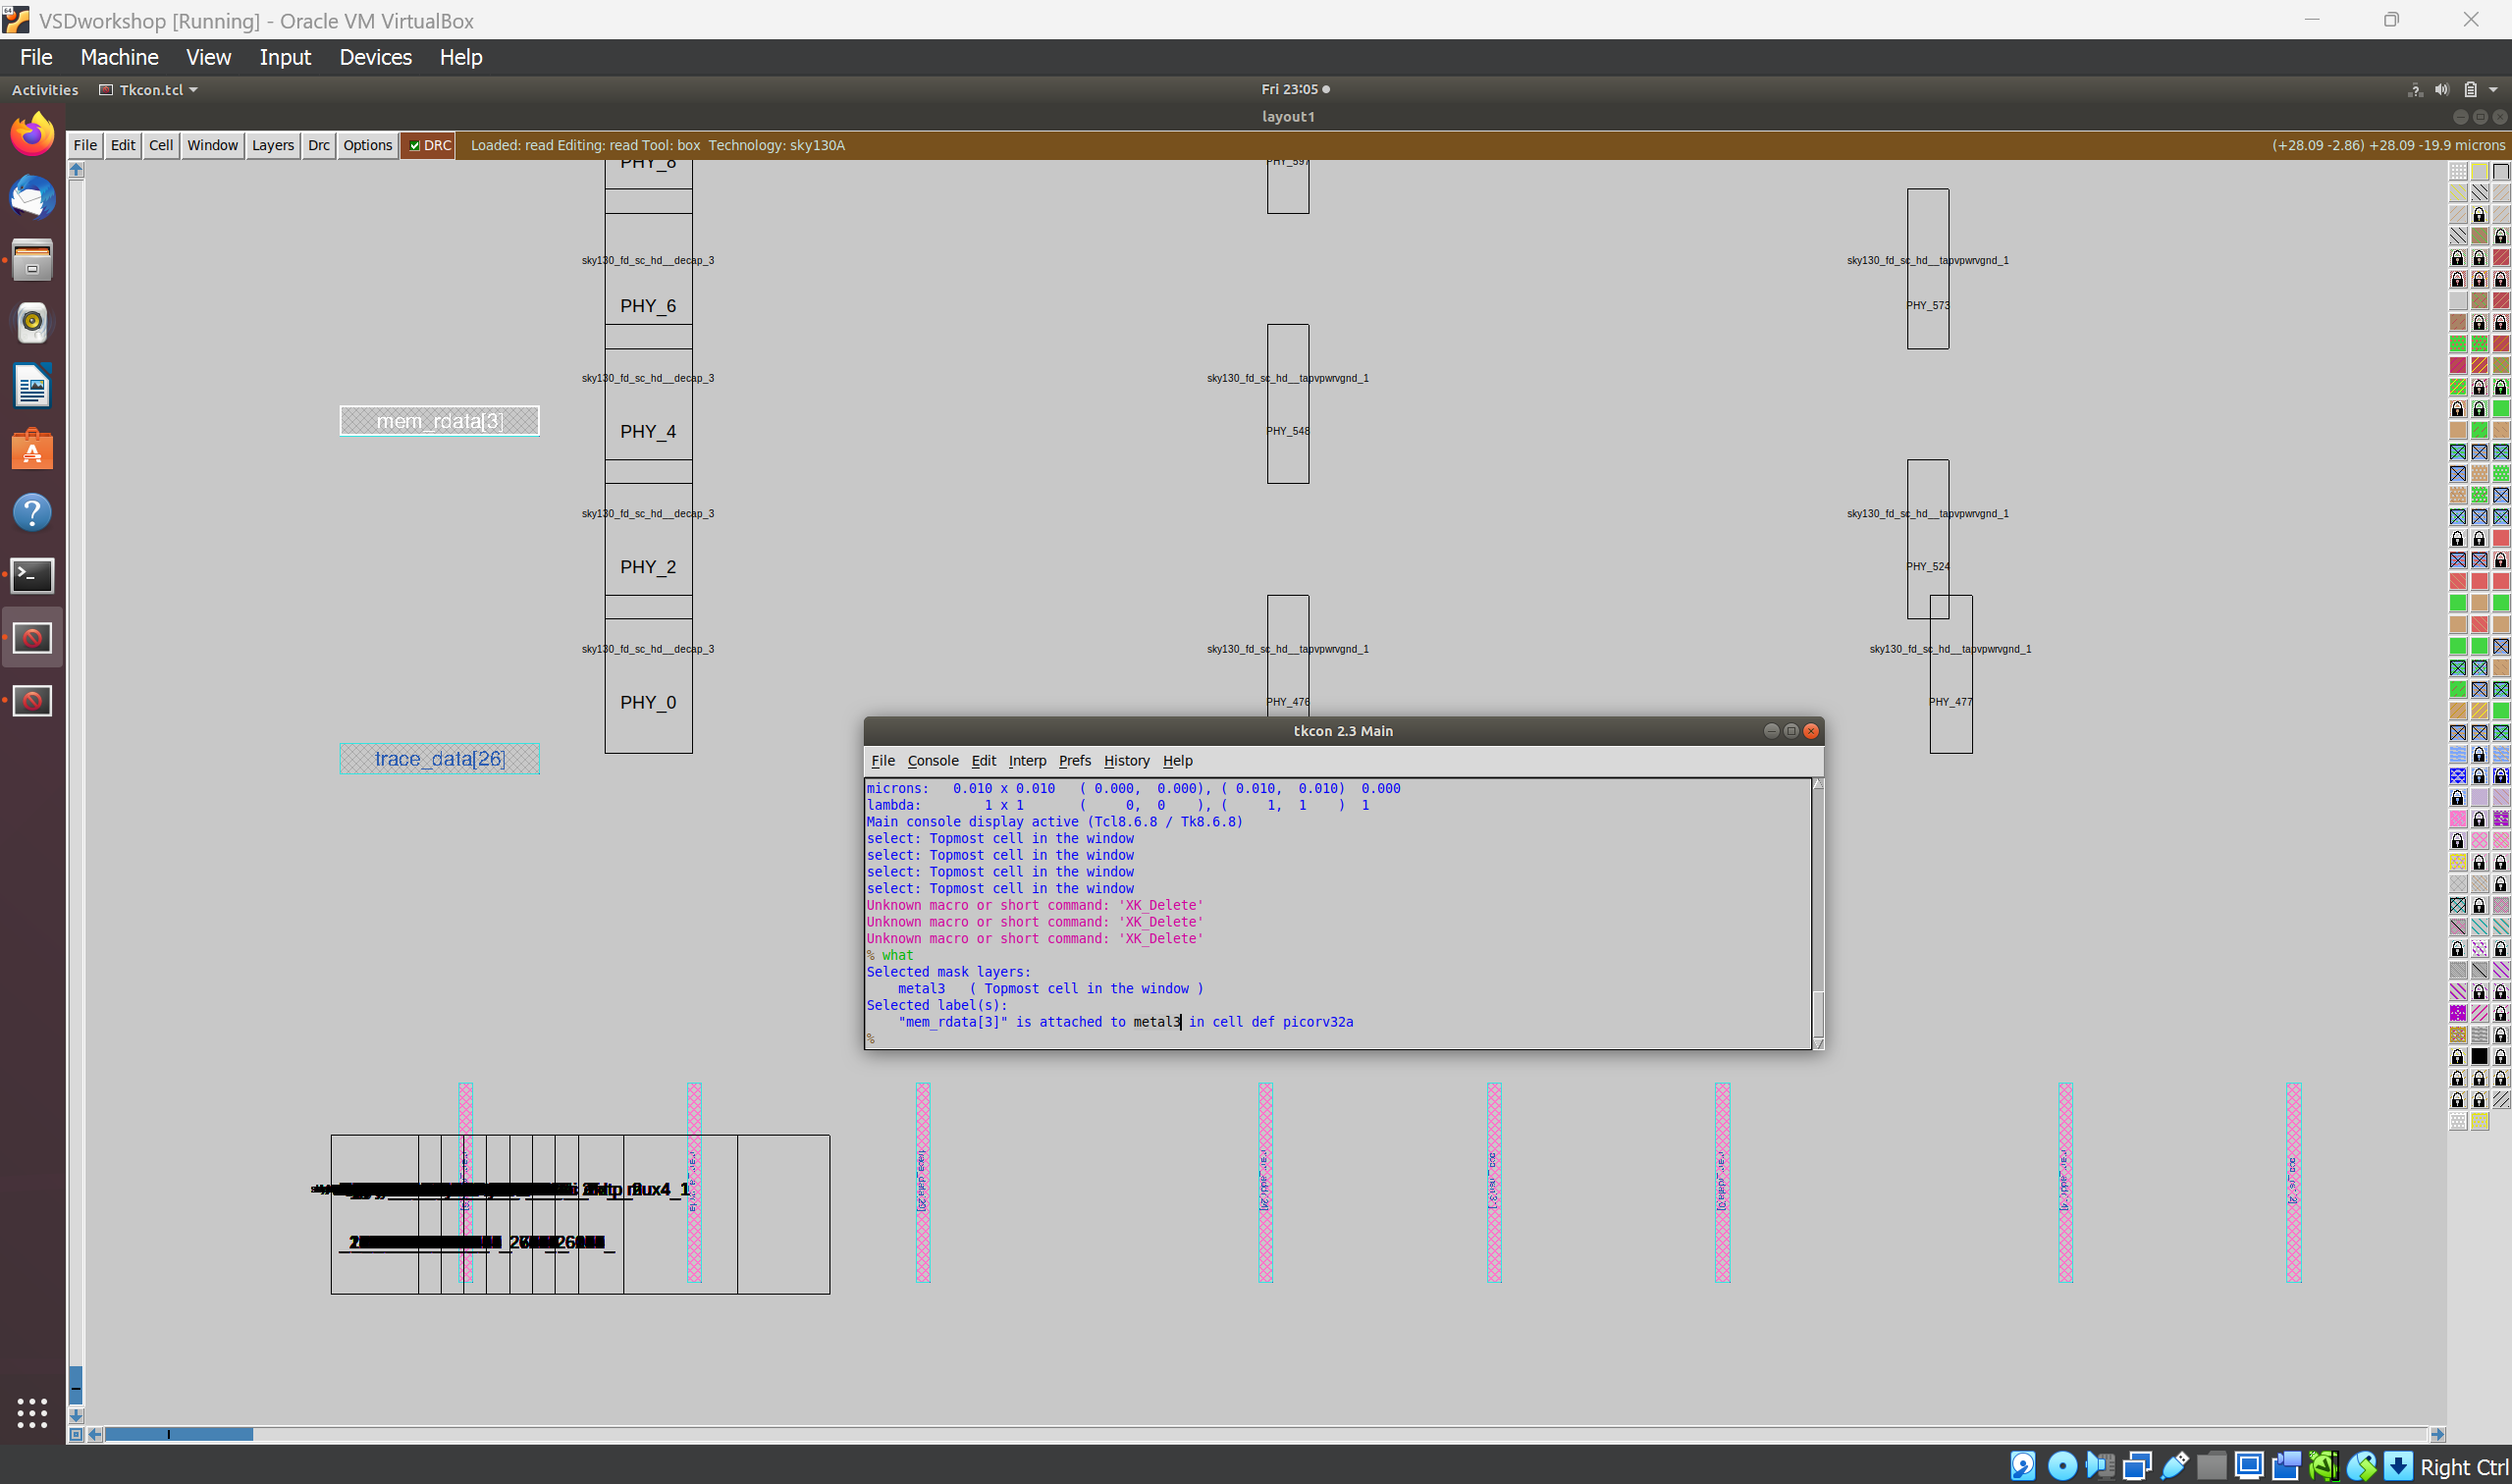 VSDworkshop [Running] - Oracle VM VirtualBox
File Machine View Input Devices Help
Activities Tkcon.tcl Fri 23:05
layout1
File Edit Cell Window Layers Drc Options DRC Loaded: read Editing: read Tool: box Technology: sky130A (+28.09 -2.86) +28.09 -19.9 microns
PHY_8 PHY_597
sky130_fd_sc_hd__decap_3 sky130_fd_sc_hd__tapvpwrvgnd_1
PHY_6 PHY_573
sky130_fd_sc_hd__decap_3 sky130_fd_sc_hd__tapvpwrvgnd_1
mem_rdata[3]
PHY_4 PHY_548
sky130_fd_sc_hd__decap_3 sky130_fd_sc_hd__tapvpwrvgnd_1
PHY_2 PHY_524
sky130_fd_sc_hd__decap_3 sky130_fd_sc_hd__tapvpwrvgnd_1 sky130_fd_sc_hd__tapvpwrvgnd_1
PHY_0 PHY_476 PHY_477
trace_data[26]
tkcon 2.3 Main
File Console Edit Interp Prefs History Help
microns: 0.010 x 0.010 ( 0.000, 0.000), ( 0.010, 0.010) 0.000
lambda: 1 x 1 ( 0, 0 ), ( 1, 1 ) 1
Main console display active (Tcl8.6.8 / Tk8.6.8)
select: Topmost cell in the window
select: Topmost cell in the window
select: Topmost cell in the window
select: Topmost cell in the window
Unknown macro or short command: 'XK_Delete'
Unknown macro or short command: 'XK_Delete'
Unknown macro or short command: 'XK_Delete'
% what
Selected mask layers:
metal3 ( Topmost cell in the window )
Selected label(s):
"mem_rdata[3]" is attached to metal3 in cell def picorv32a
%
mux4_1
Right Ctrl